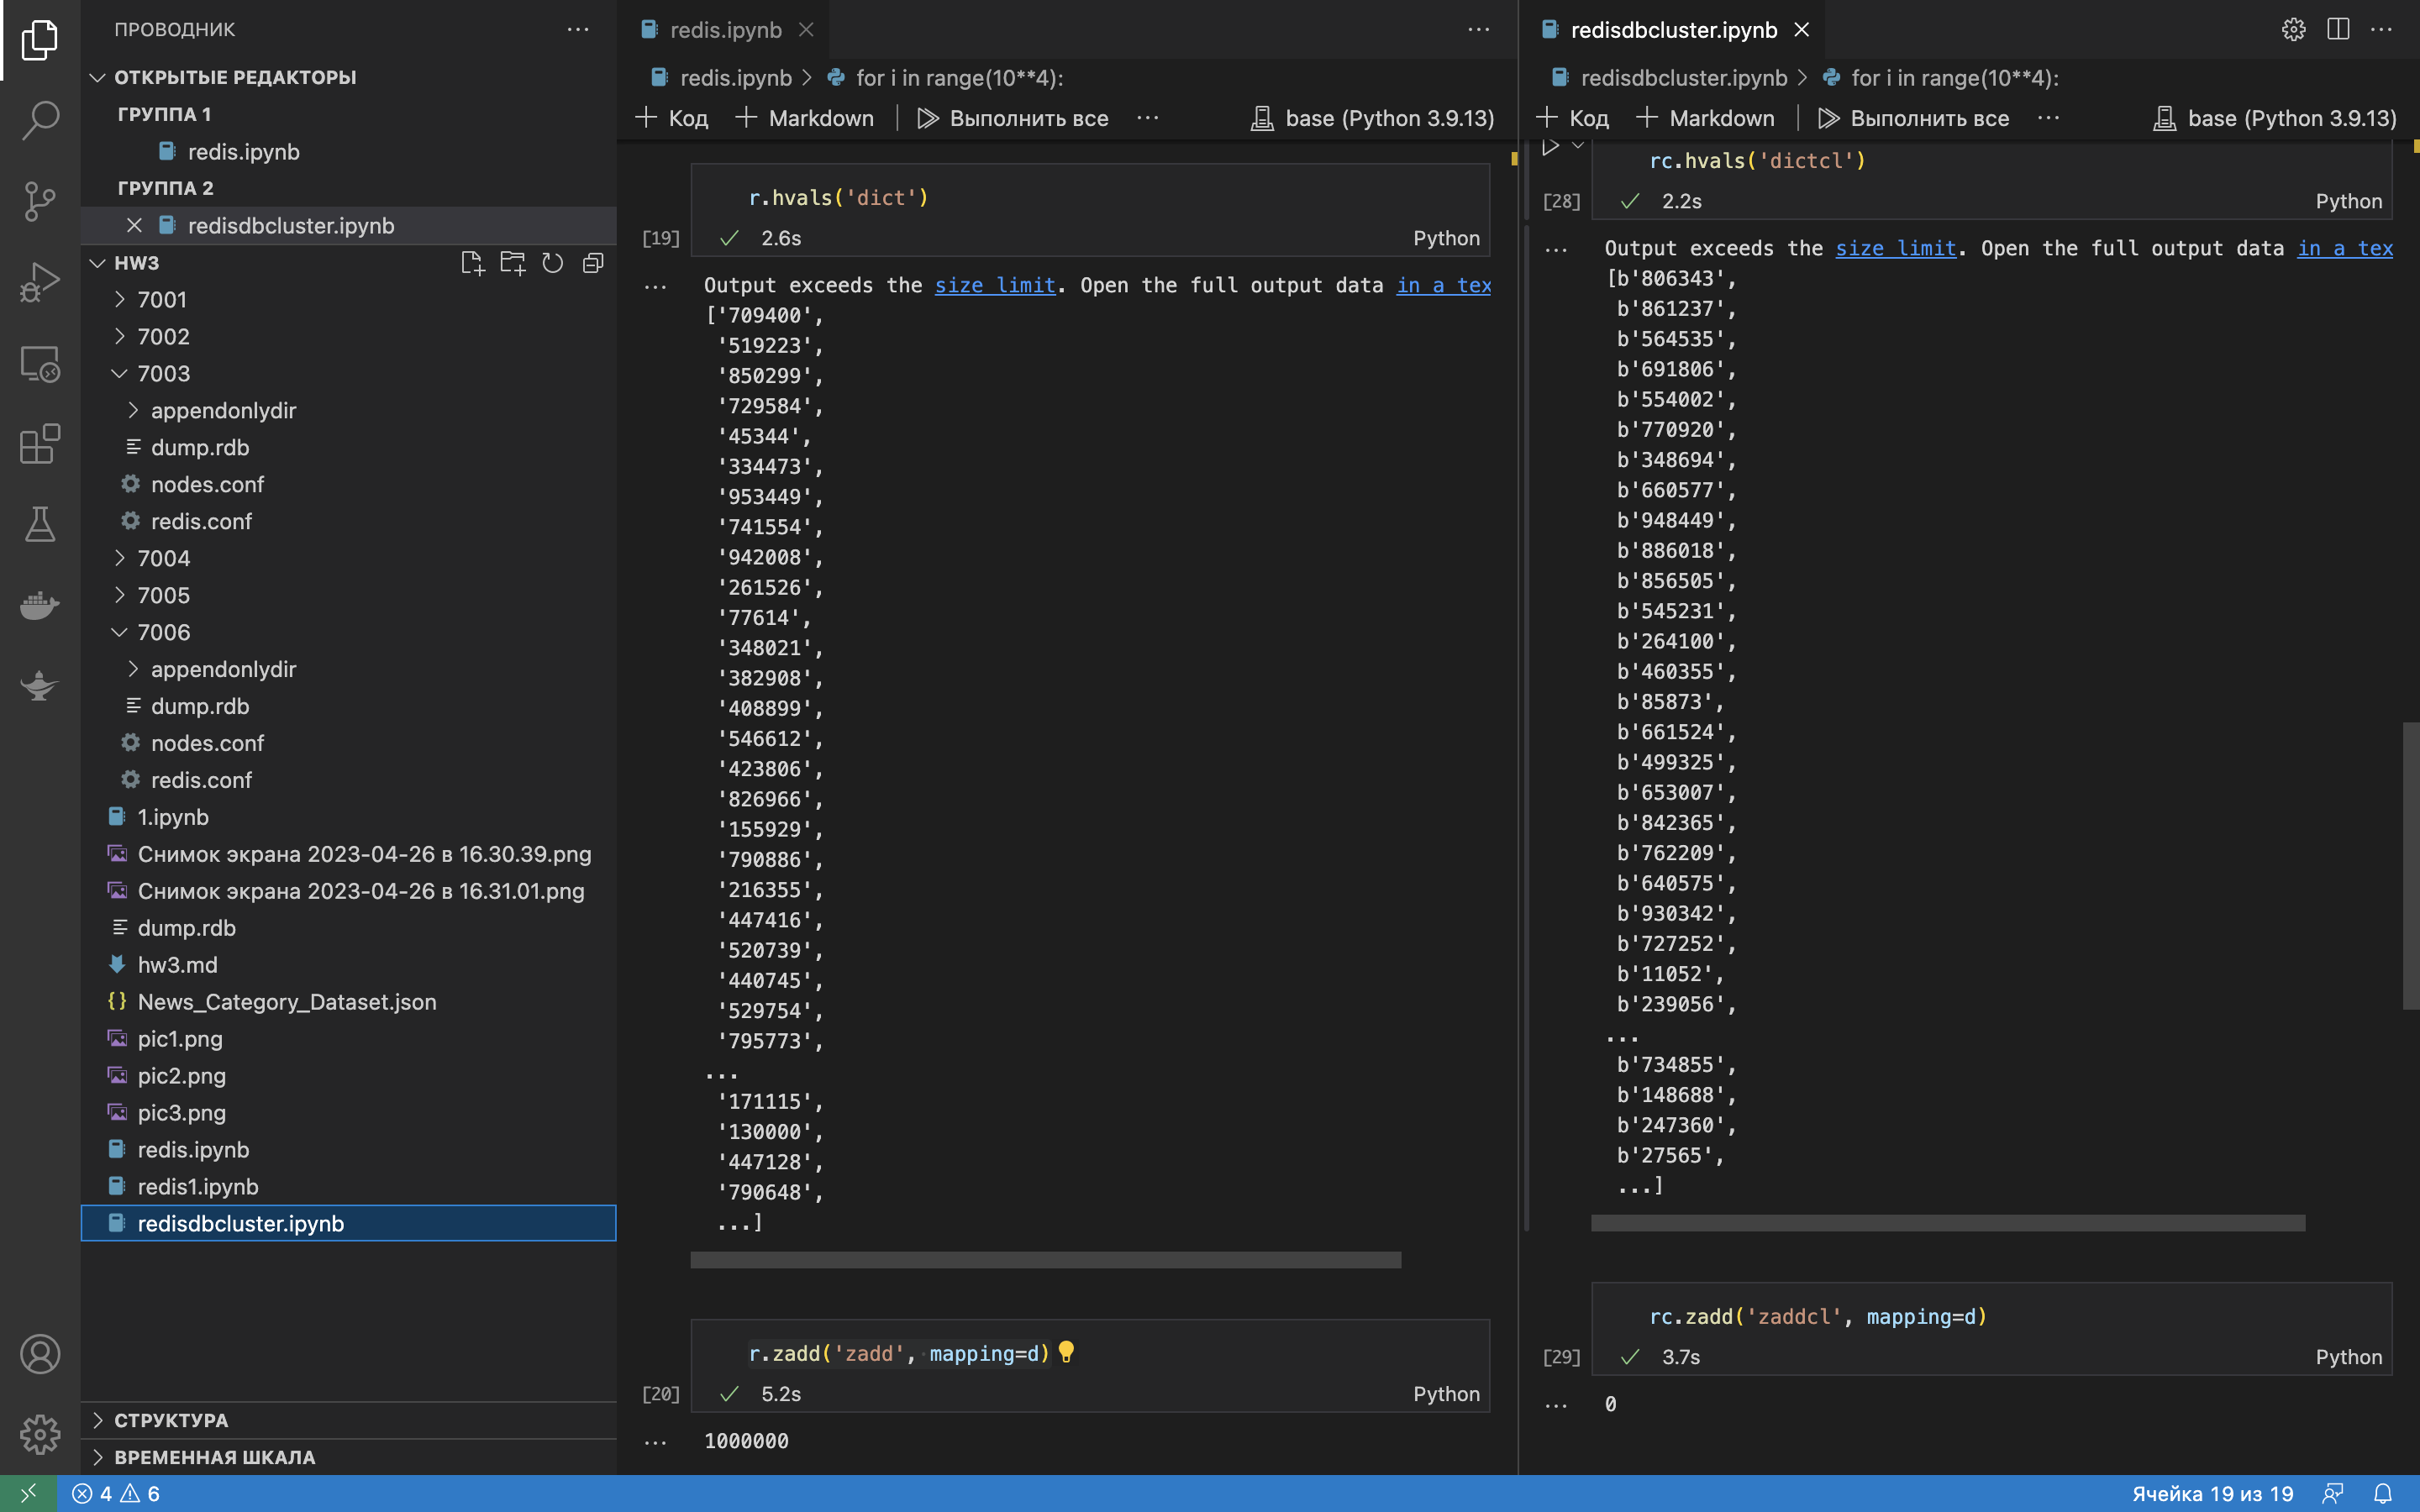 ПРОВОДНИК
ОТКРЫТЫЕ РЕДАКТОРЫ
ГРУППА 1
redis.ipynb
ГРУППА 2
redisdbcluster.ipynb
HW3
7001
7002
7003
appendonlydir
dump.rdb
nodes.conf
redis.conf
7004
7005
7006
appendonlydir
dump.rdb
nodes.conf
redis.conf
1.ipynb
Снимок экрана 2023-04-26 в 16.30.39.png
Снимок экрана 2023-04-26 в 16.31.01.png
dump.rdb
hw3.md
News_Category_Dataset.json
pic1.png
pic2.png
pic3.png
redis.ipynb
redis1.ipynb
redisdbcluster.ipynb
СТРУКТУРА
ВРЕМЕННАЯ ШКАЛА
redis.ipynb
redis.ipynb > for i in range(10**4):
Код Markdown Выполнить все ... base (Python 3.9.13)
r.hvals('dict')
[19] 2.6s Python
Output exceeds the size limit. Open the full output data in a tex
['709400',
'519223',
'850299',
'729584',
'45344',
'334473',
'953449',
'741554',
'942008',
'261526',
'77614',
'348021',
'382908',
'408899',
'546612',
'423806',
'826966',
'155929',
'790886',
'216355',
'447416',
'520739',
'440745',
'529754',
'795773',
...
'171115',
'130000',
'447128',
'790648',
...]
r.zadd('zadd', mapping=d)
[20] 5.2s Python
1000000
redisdbcluster.ipynb
redisdbcluster.ipynb > for i in range(10**4):
Код Markdown Выполнить все ... base (Python 3.9.13)
rc.hvals('dictcl')
[28] 2.2s Python
Output exceeds the size limit. Open the full output data in a tex
[b'806343',
b'861237',
b'564535',
b'691806',
b'554002',
b'770920',
b'348694',
b'660577',
b'948449',
b'886018',
b'856505',
b'545231',
b'264100',
b'460355',
b'85873',
b'661524',
b'499325',
b'653007',
b'842365',
b'762209',
b'640575',
b'930342',
b'727252',
b'11052',
b'239056',
...
b'734855',
b'148688',
b'247360',
b'27565',
...]
rc.zadd('zaddcl', mapping=d)
[29] 3.7s Python
0
4 6
Ячейка 19 из 19